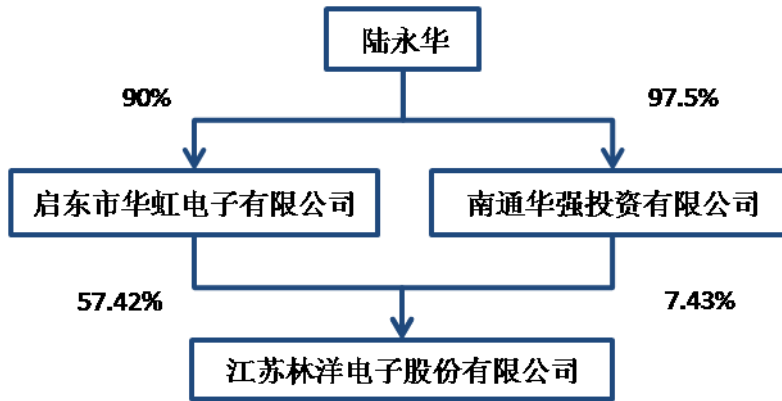 陆永华
90%
97.5%
启东市华虹电子有限公司
南通华强投资有限公司
57.42%
7.43%
江苏林洋电子股份有限公司